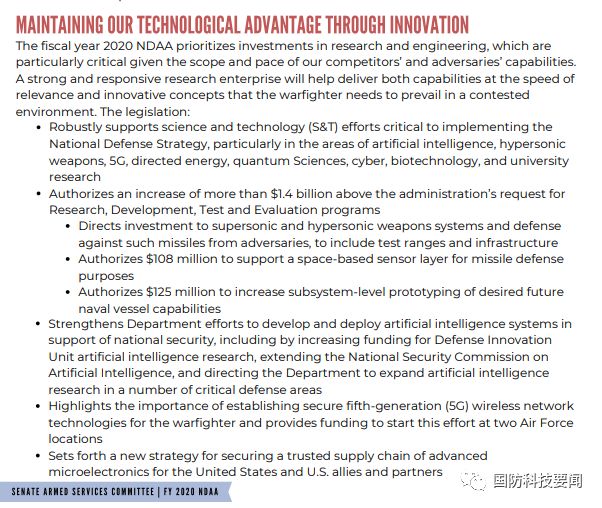 MAINTAINING OUR TECHNOLOGICAL ADVANTAGE THROUGH INNOVATION
The fiscal year 2020 NDAA prioritizes investments in research and engineering, which are
particularly critical given the scope and pace of our competitors' and adversaries' capabilities.
A strong and responsive research enterprise will help deliver both capabilities at the speed of
relevance and innovative concepts that the warfighter needs to prevail in a contested
environment. The legislation:
• Robustly supports science and technology (S&T) efforts critical to implementing the
National Defense Strategy, particularly in the areas of artificial intelligence, hypersonic
weapons, 5G, directed energy, quantum Sciences, cyber, biotechnology, and university
research
• Authorizes an increase of more than $1.4 billion above the administration's request for
Research, Development, Test and Evaluation programs
• Directs investment to supersonic and hypersonic weapons systems and defense
against such missiles from adversaries, to include test ranges and infrastructure
• Authorizes $108 million to support a space-based sensor layer for missile defense
purposes
• Authorizes $125 million to increase subsystem-level prototyping of desired future
naval vessel capabilities
• Strengthens Department efforts to develop and deploy artificial intelligence systems in
support of national security, including by increasing funding for Defense Innovation
Unit artificial intelligence research, extending the National Security Commission on
Artificial Intelligence, and directing the Department to expand artificial intelligence
research in a number of critical defense areas
• Highlights the importance of establishing secure fifth-generation (5G) wireless network
technologies for the warfighter and provides funding to start this effort at two Air Force
locations
• Sets forth a new strategy for securing a trusted supply chain of advanced
microelectronics for the United States and U.S. allies and partners
国防科技要闻
SENATE ARMED SERVICES COMMITTEE | FY 2020 NDAA